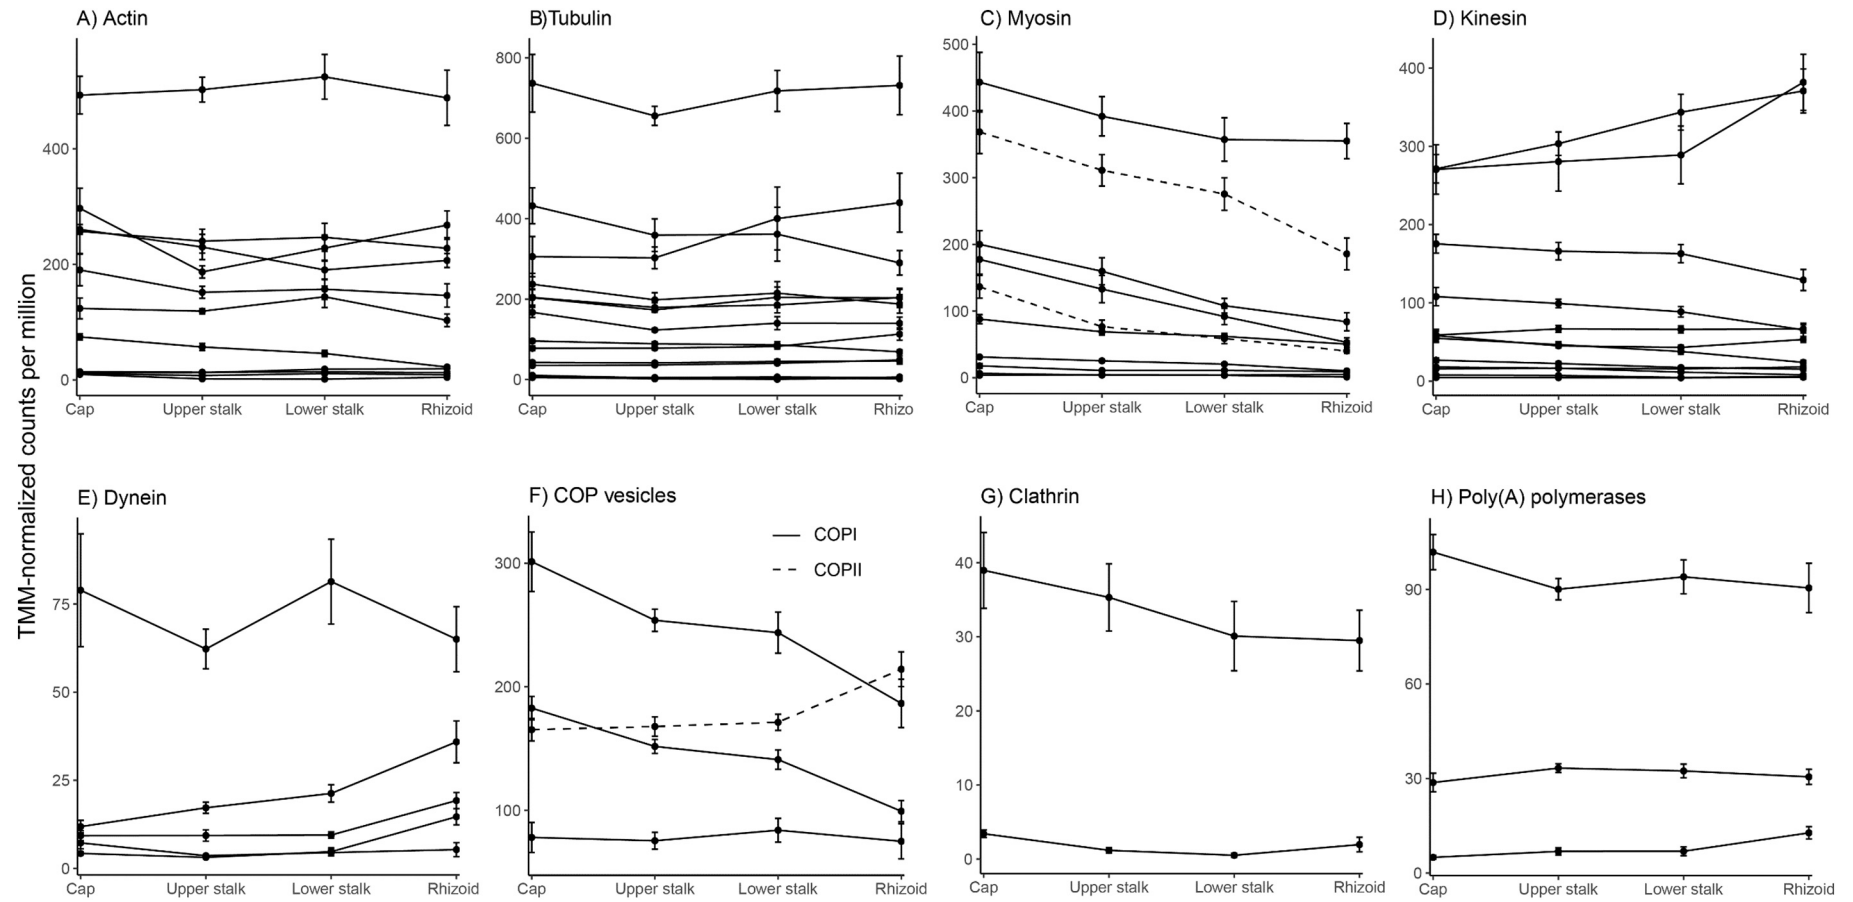 TMM-normalized counts per million
A) Actin
400
200
0
Cap Upper stalk Lower stalk Rhizoid
B)Tubulin
800
600
400
200
0
Cap Upper stalk Lower stalk Rhizo
C) Myosin
500
400
300
200
100
0
Cap Upper stalk Lower stalk Rhizoid
D) Kinesin
400
300
200
100
0
Cap Upper stalk Lower stalk Rhizoid
E) Dynein
75
50
25
0
Cap Upper stalk Lower stalk Rhizoid
F) COP vesicles
COPI
COPII
300
200
100
Cap Upper stalk Lower stalk Rhizoid
G) Clathrin
40
30
20
10
0
Cap Upper stalk Lower stalk Rhizoid
H) Poly(A) polymerases
90
60
30
0
Cap Upper stalk Lower stalk Rhizoid